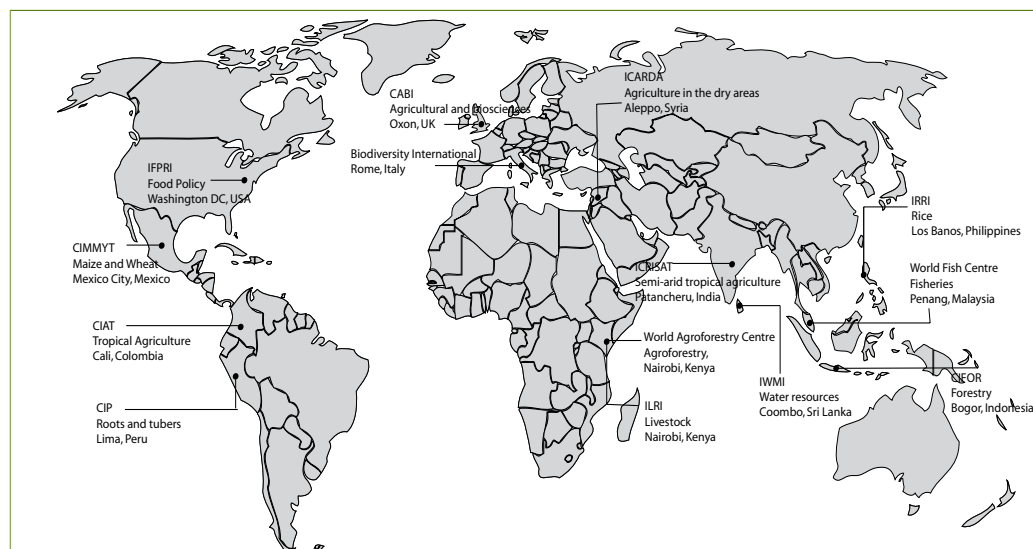 ICARDA
Agriculture in the dry areas
Aleppo, Syria
CABI
Agricultural and Biosciences
Oxon, UK
Biodiversity International
Rome, Italy
IFPRI
Food Policy
Washington DC, USA
CIMMYT
Maize and Wheat
Mexico City, Mexico
IRRI
Rice
Los Banos, Philippines
ICRISAT
Semi-arid tropical agriculture
Patancheru, India
World Fish Centre
Fisheries
Penang, Malaysia
CIAT
Tropical Agriculture
Cali, Colombia
World Agroforestry Centre
Agroforestry,
Nairobi, Kenya
IWMI
Water resources
Coombo, Sri Lanka
CIFOR
Forestry
Bogor, Indonesia
CIP
Roots and tubers
Lima, Peru
ILRI
Livestock
Nairobi, Kenya